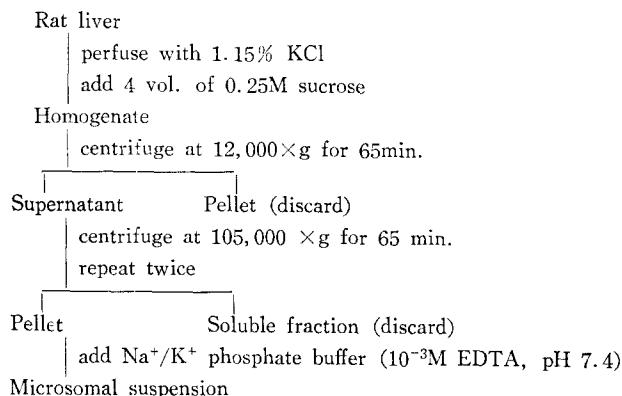 Rat liver
perfuse with 1.15% KCl
add 4 vol. of 0.25M sucrose
Homogenate
centrifuge at 12,000×g for 65min.
Supernatant Pellet (discard)
centrifuge at 105,000 ×g for 65 min.
repeat twice
Pellet Soluble fraction (discard)
add Na⁺/K⁺ phosphate buffer (10⁻³M EDTA, pH 7.4)
Microsomal suspension